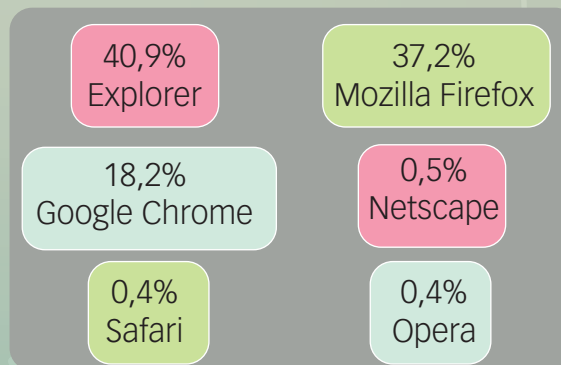 40,9%
Explorer
37,2%
Mozilla Firefox
18,2%
Google Chrome
0,5%
Netscape
0,4%
Safari
0,4%
Opera